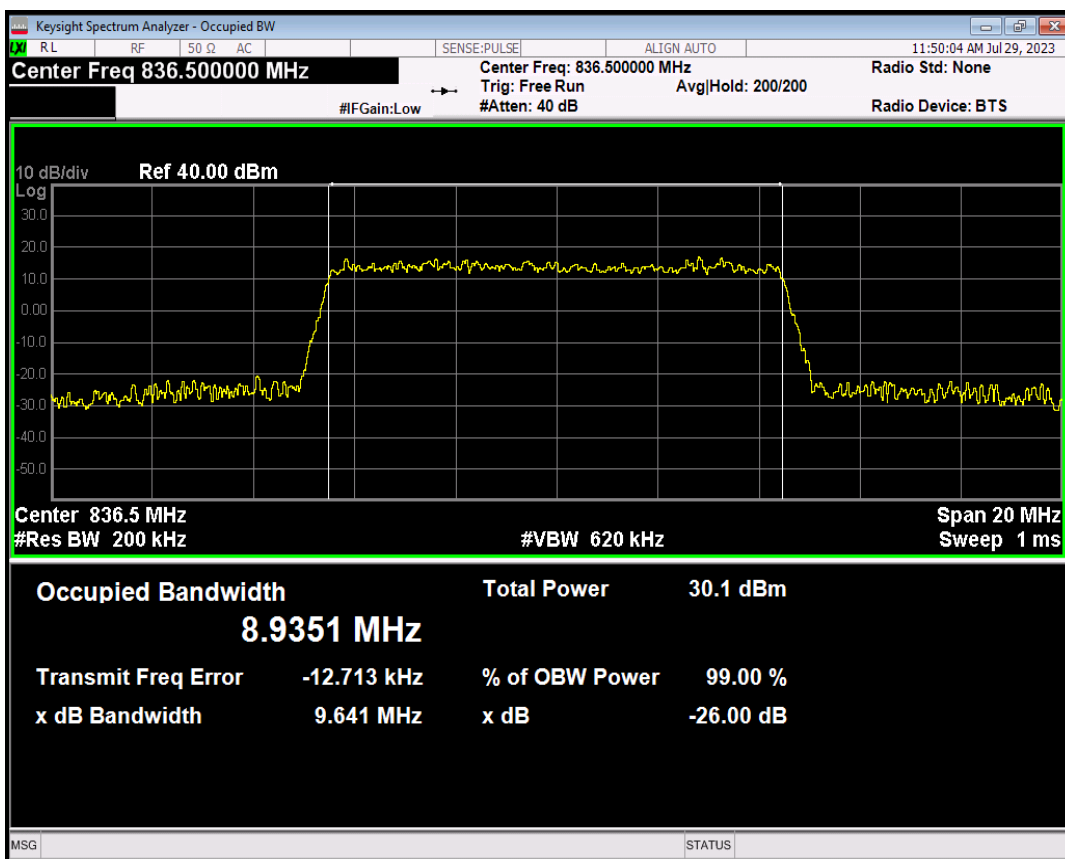 Keysight Spectrum Analyzer - Occupied BW
LXI RL RF 50 Ω AC SENSE:PULSE ALIGN AUTO 11:50:04 AM Jul 29, 2023
Center Freq 836.500000 MHz Center Freq: 836.500000 MHz Radio Std: None
Trig: Free Run Avg|Hold: 200/200
#IFGain:Low #Atten: 40 dB Radio Device: BTS
10 dB/div Ref 40.00 dBm
Log
30.0
20.0
10.0
0.00
-10.0
-20.0
-30.0
-40.0
-50.0
Center 836.5 MHz Span 20 MHz
#Res BW 200 kHz #VBW 620 kHz Sweep 1 ms
Occupied Bandwidth Total Power 30.1 dBm
8.9351 MHz
Transmit Freq Error -12.713 kHz % of OBW Power 99.00 %
x dB Bandwidth 9.641 MHz x dB -26.00 dB
MSG STATUS